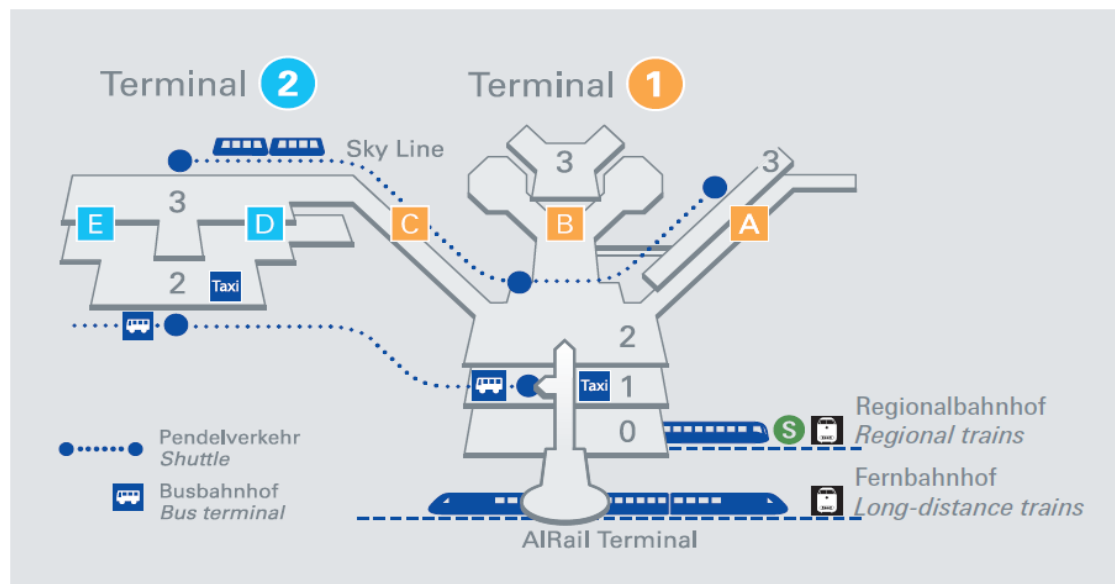 Terminal 2
Terminal 1
Sky Line
3
3
3
E
D
C
B
A
2
Taxi
2
Taxi
1
0
S
Regionalbahnhof
Regional trains
Pendelverkehr
Shuttle
Busbahnhof
Bus terminal
Fernbahnhof
Long-distance trains
AIRail Terminal